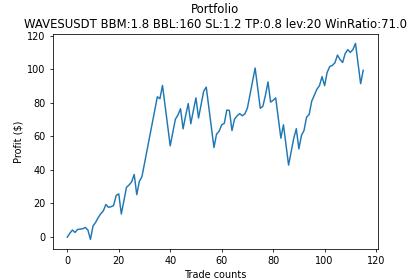 Portfolio
WAVESUSDT BBM:1.8 BBL:160 SL:1.2 TP:0.8 lev:20 WinRatio:71.0
120
100
80
60
40
20
0
Profit ($)
0 20 40 60 80 100 120
Trade counts